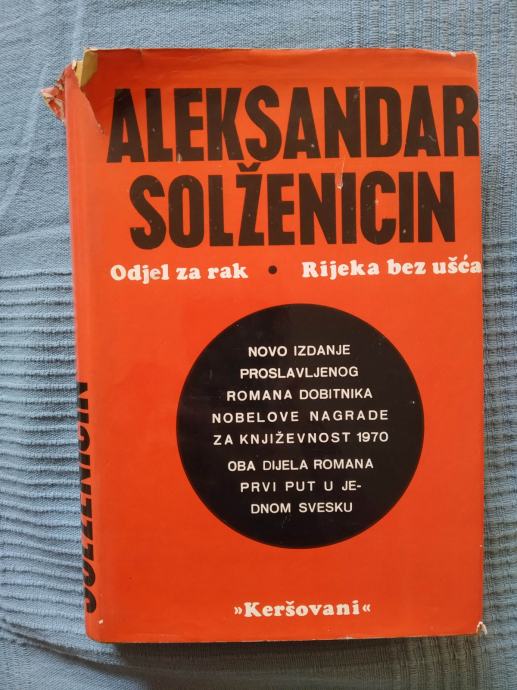 ALEKSANDAR
SOLŽENICIN
Odjel za rak • Rijeka bez ušća
NOVO IZDANJE
PROSLAVLJENOG
ROMANA DOBITNIKA
NOBELOVE NAGRADE
ZA KNJIŽEVNOST 1970
OBA DIJELA ROMANA
PRVI PUT U JE-
DNOM SVESKU
»Keršovani«
SOLŽENICIN